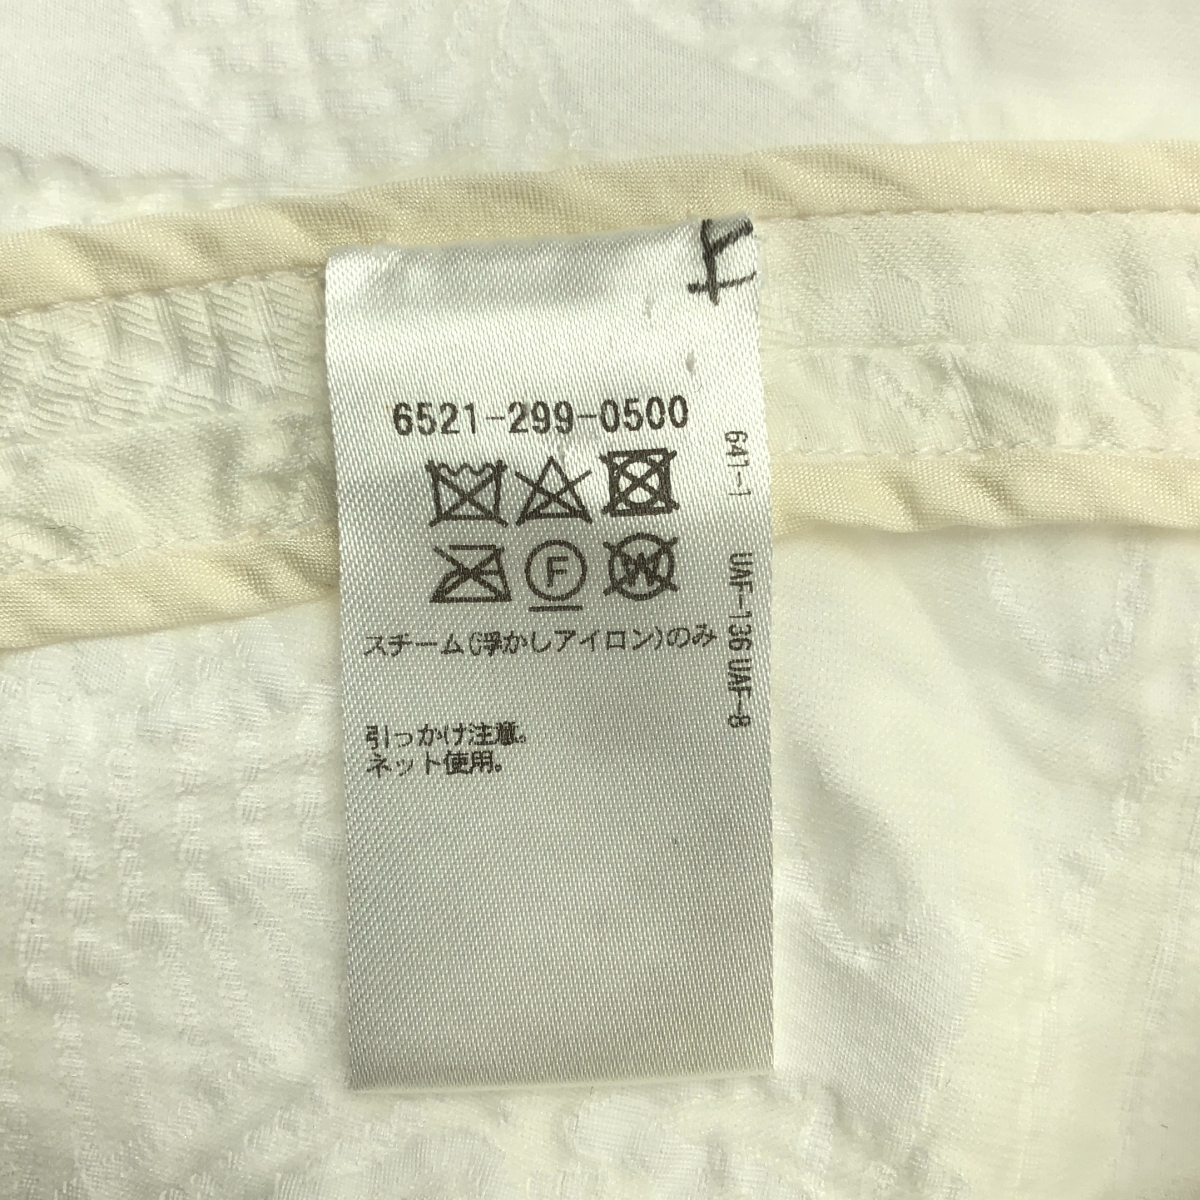 6521-299-0500
F
W
スチーム(浮かしアイロン)のみ
引っかけ注意。
ネット使用。
641-1 UAF-136 UAF-8